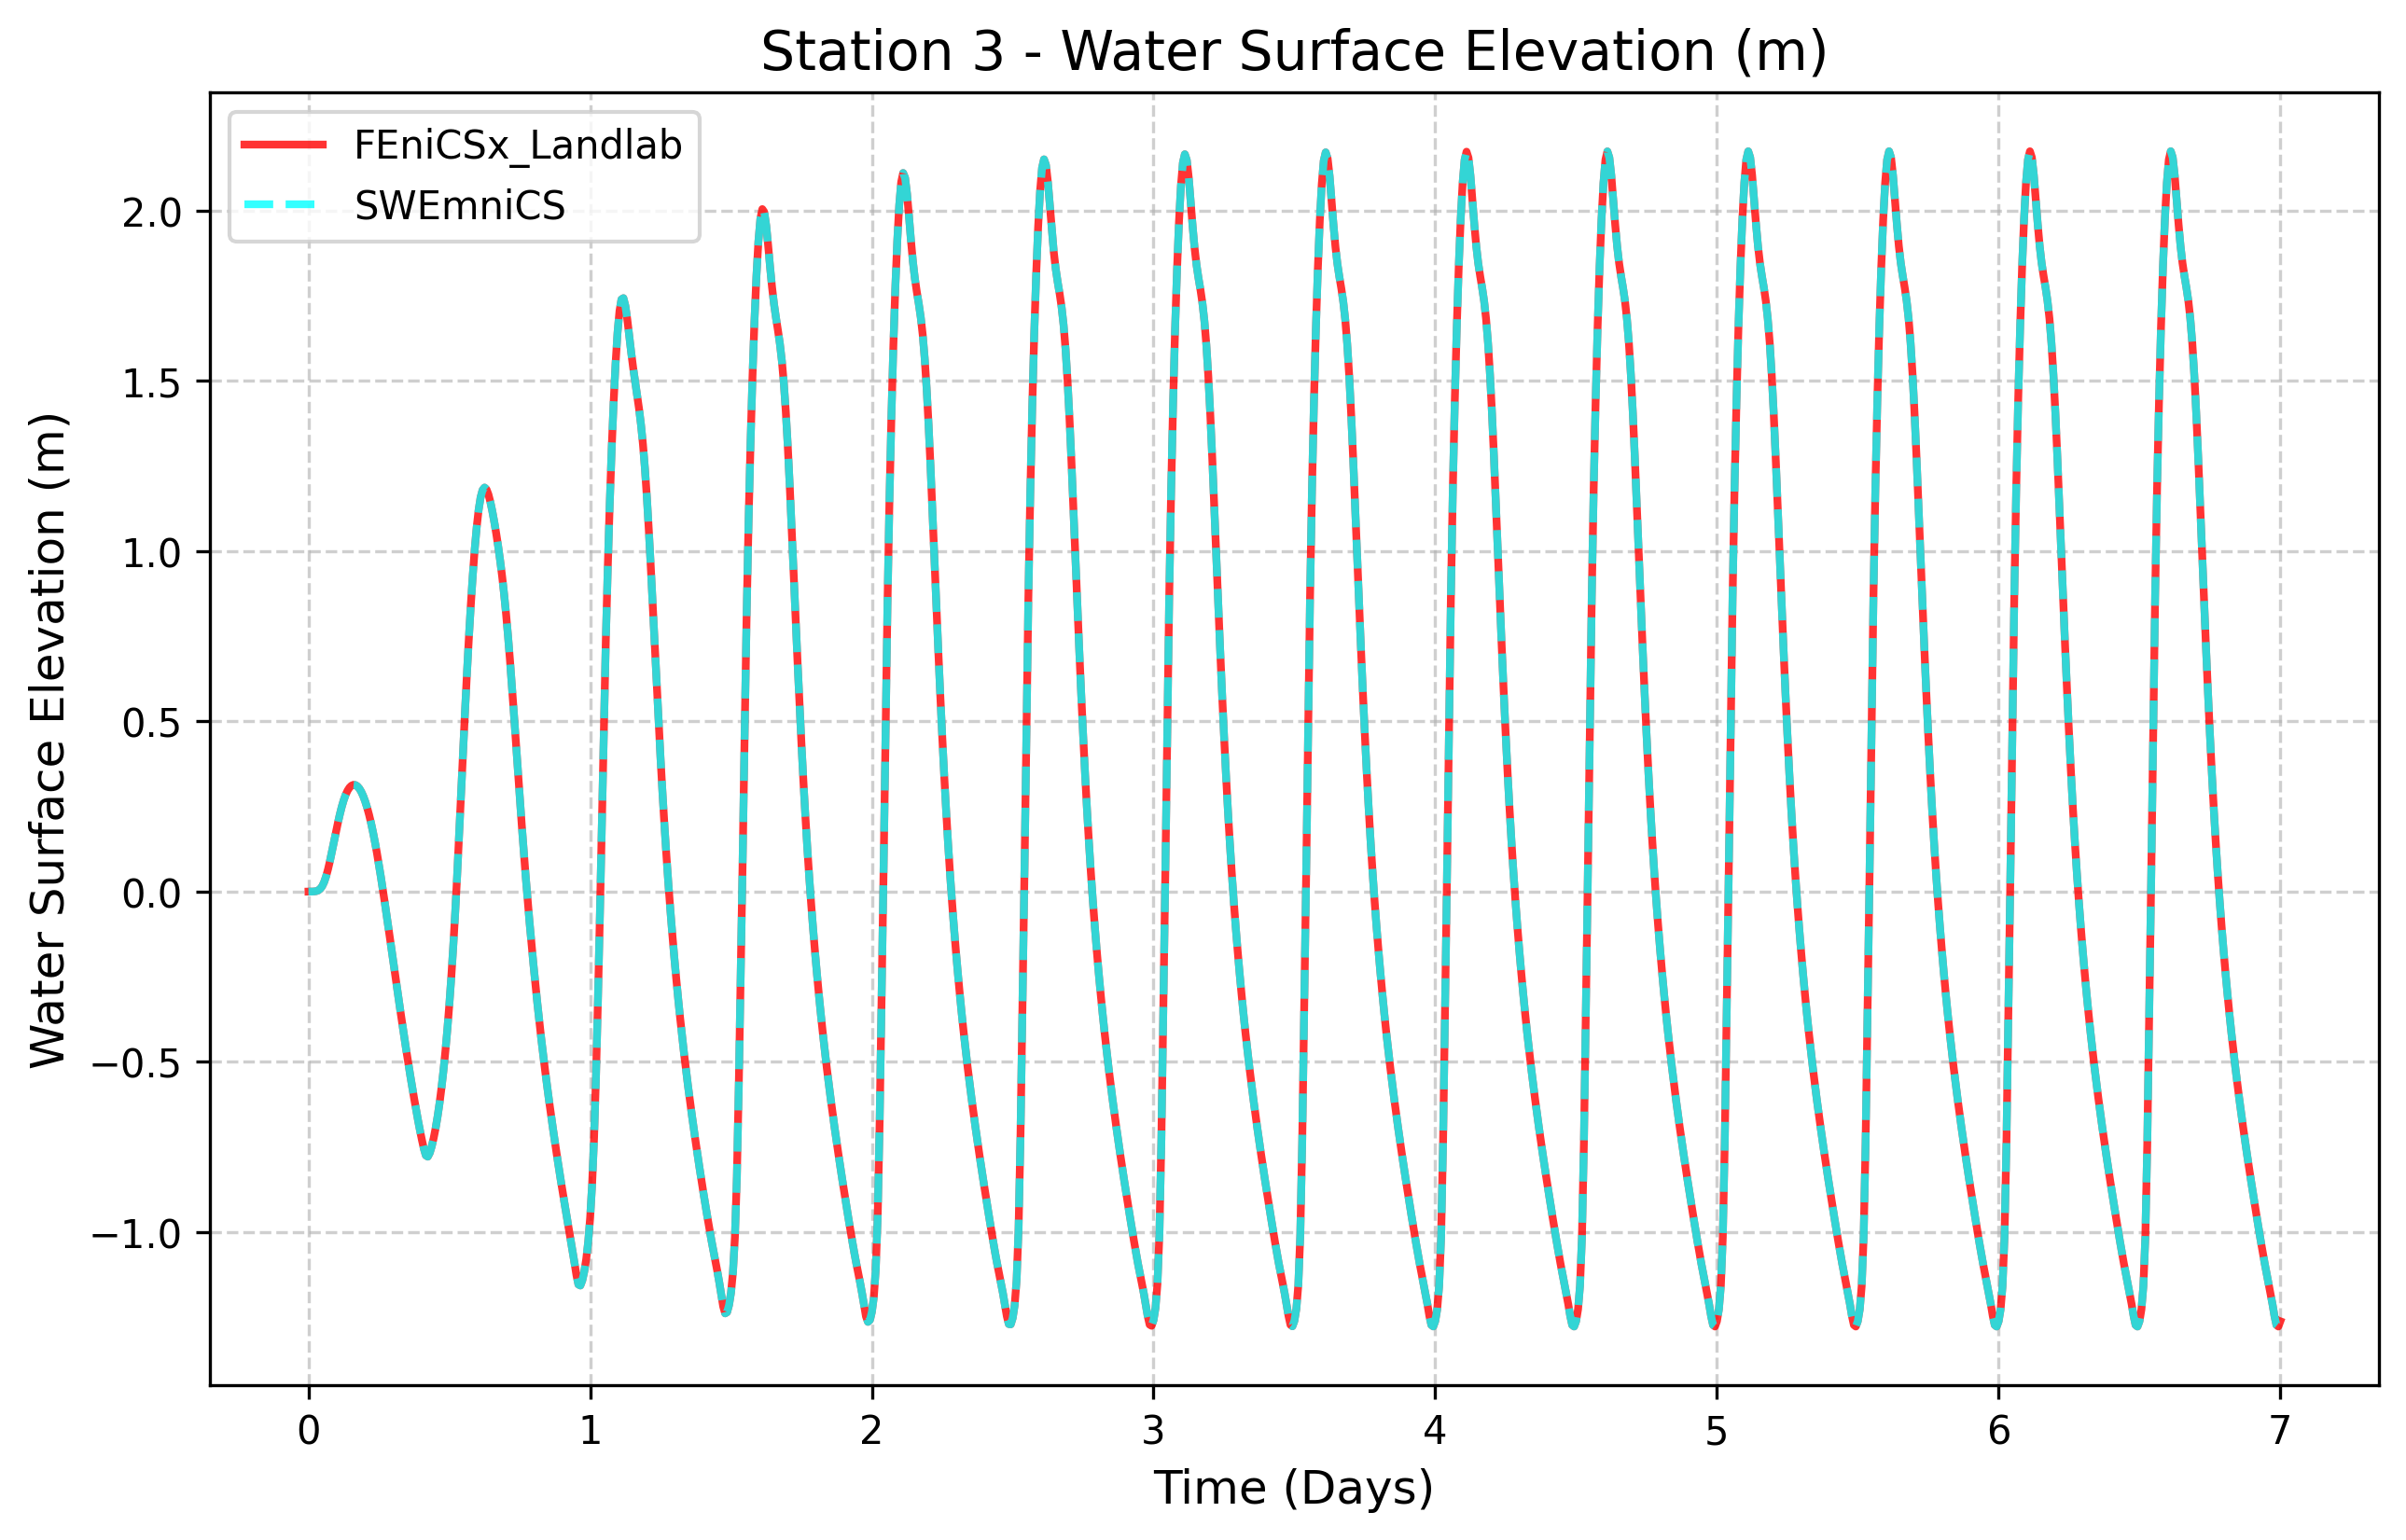 Station 3 - Water Surface Elevation (m)
FEniCSx_Landlab
SWEmniCS
Water Surface Elevation (m)
2.0
1.5
1.0
0.5
0.0
−0.5
−1.0
0 1 2 3 4 5 6 7
Time (Days)